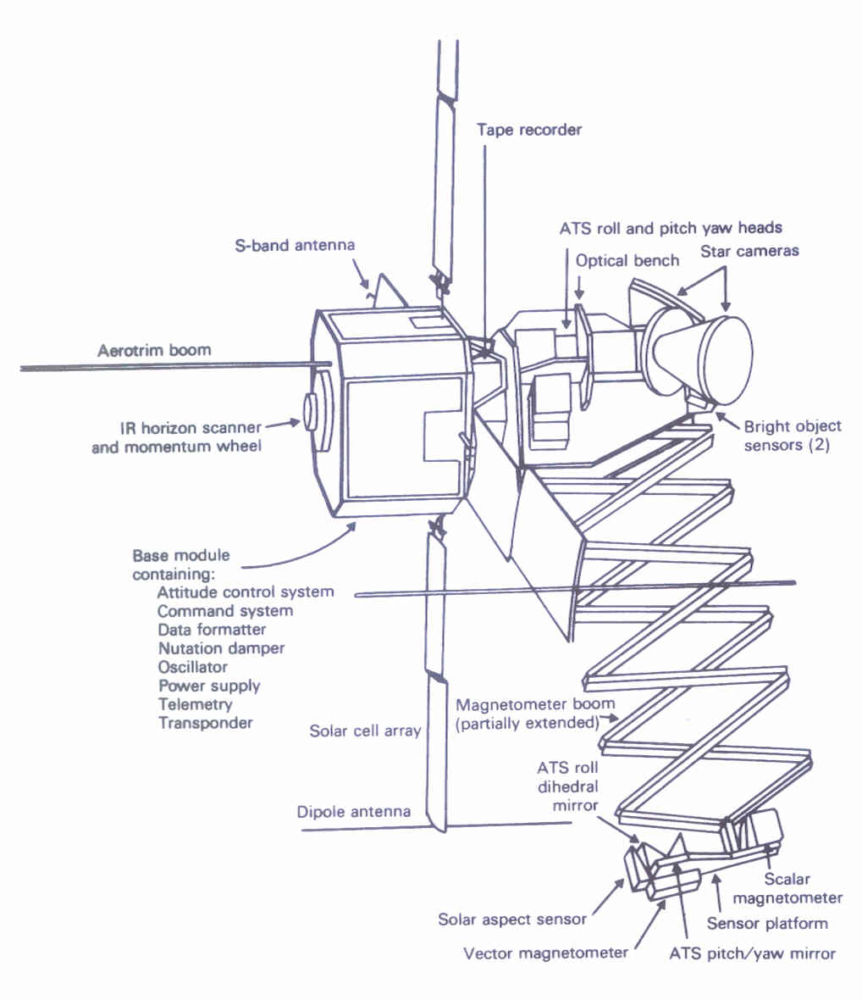 Tape recorder
ATS roll and pitch yaw heads
S-band antenna
Optical bench
Star cameras
Aerotrim boom
IR horizon scanner
and momentum wheel
Bright object
sensors (2)
Base module
containing:
Attitude control system
Command system
Data formatter
Nutation damper
Oscillator
Power supply
Telemetry
Transponder
Magnetometer boom
(partially extended)
Solar cell array
ATS roll
dihedral
mirror
Dipole antenna
Scalar
magnetometer
Solar aspect sensor
Sensor platform
Vector magnetometer
ATS pitch/yaw mirror